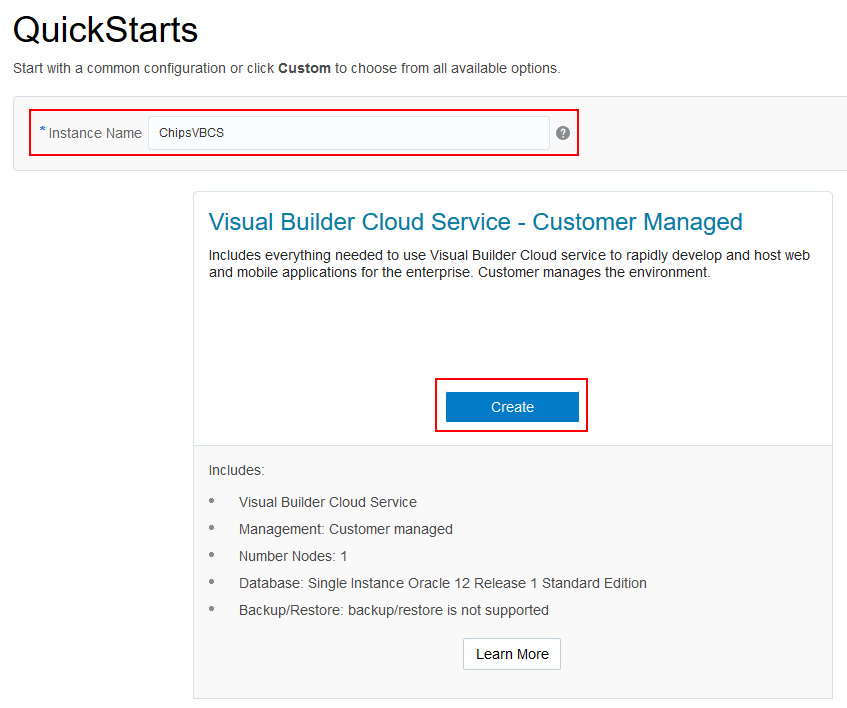 QuickStarts
Start with a common configuration or click Custom to choose from all available options.
* Instance Name ChipsVBCS ?
Visual Builder Cloud Service - Customer Managed
Includes everything needed to use Visual Builder Cloud service to rapidly develop and host web
and mobile applications for the enterprise. Customer manages the environment.
Create
Includes:
• Visual Builder Cloud Service
• Management: Customer managed
• Number Nodes: 1
• Database: Single Instance Oracle 12 Release 1 Standard Edition
• Backup/Restore: backup/restore is not supported
Learn More